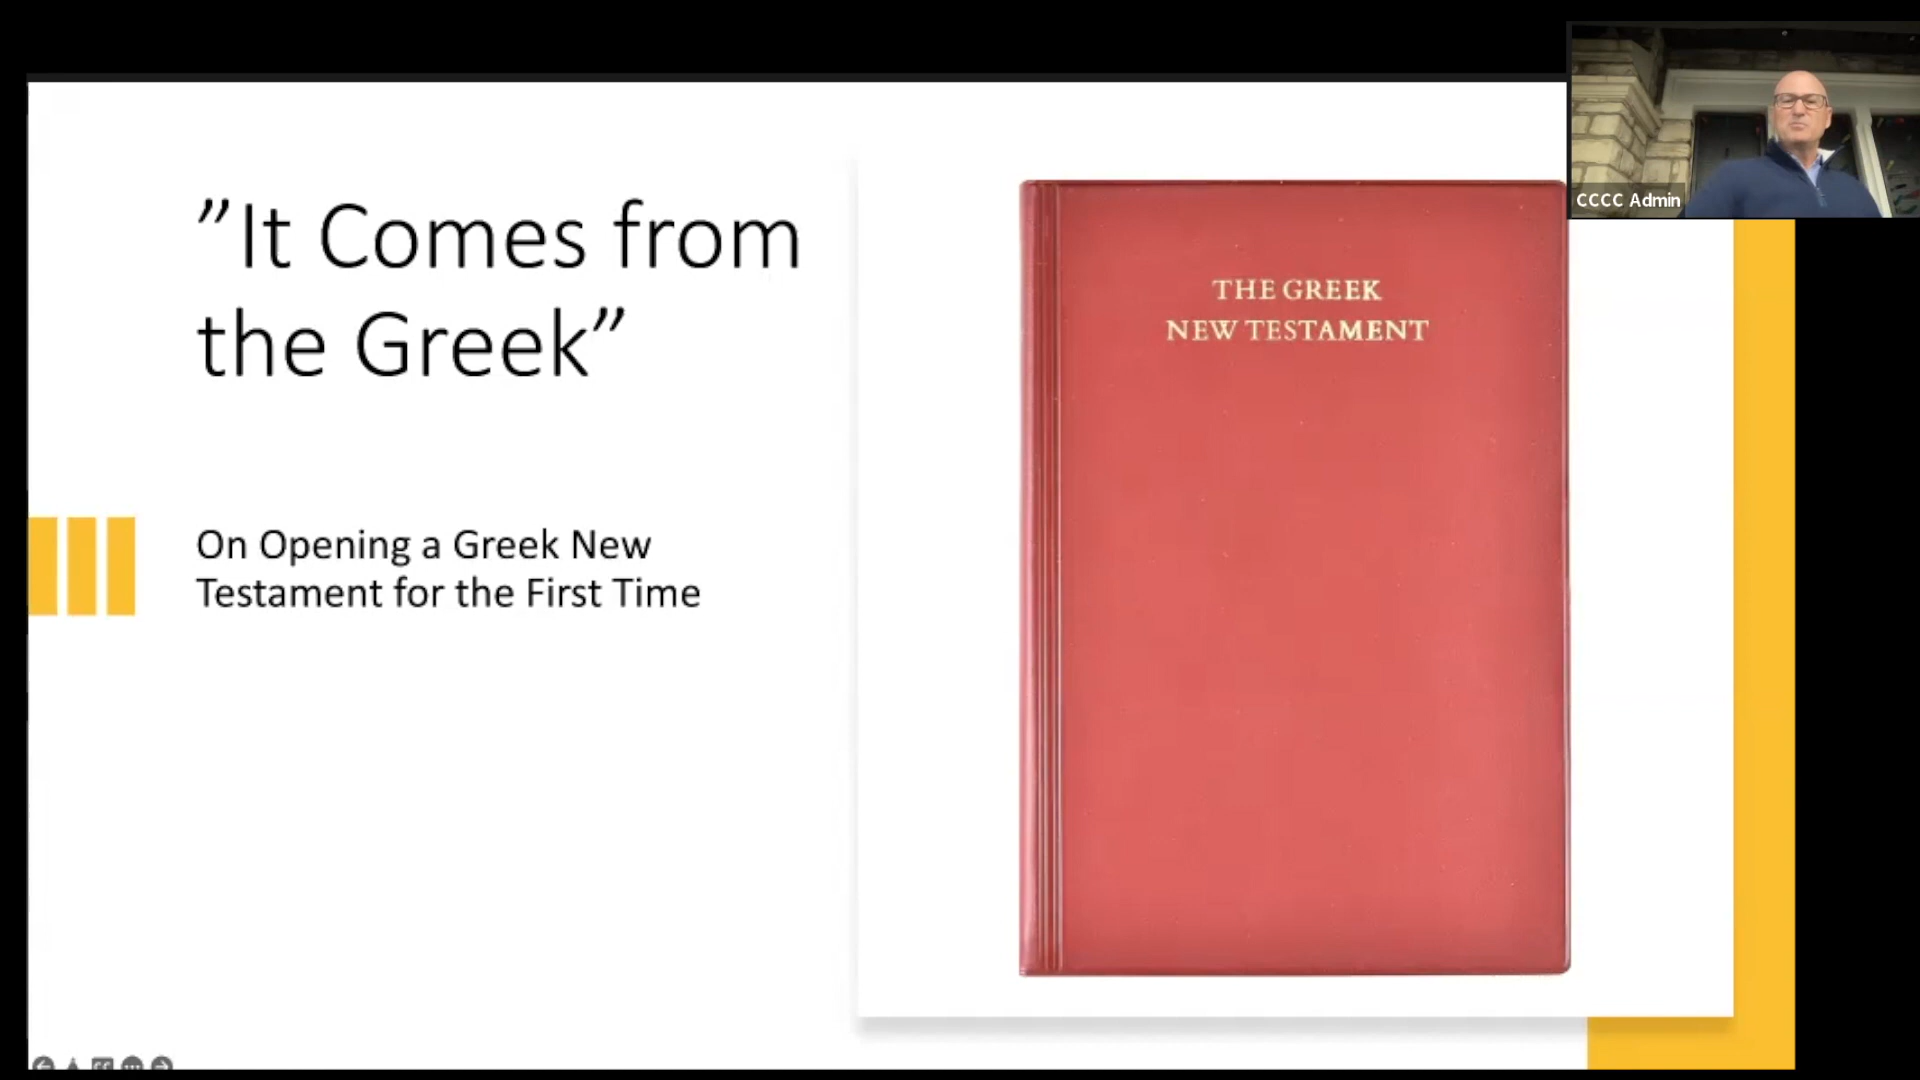 ”It Comes from
the Greek”
On Opening a Greek New
Testament for the First Time
THE GREEK
NEW TESTAMENT
CCCC Admin